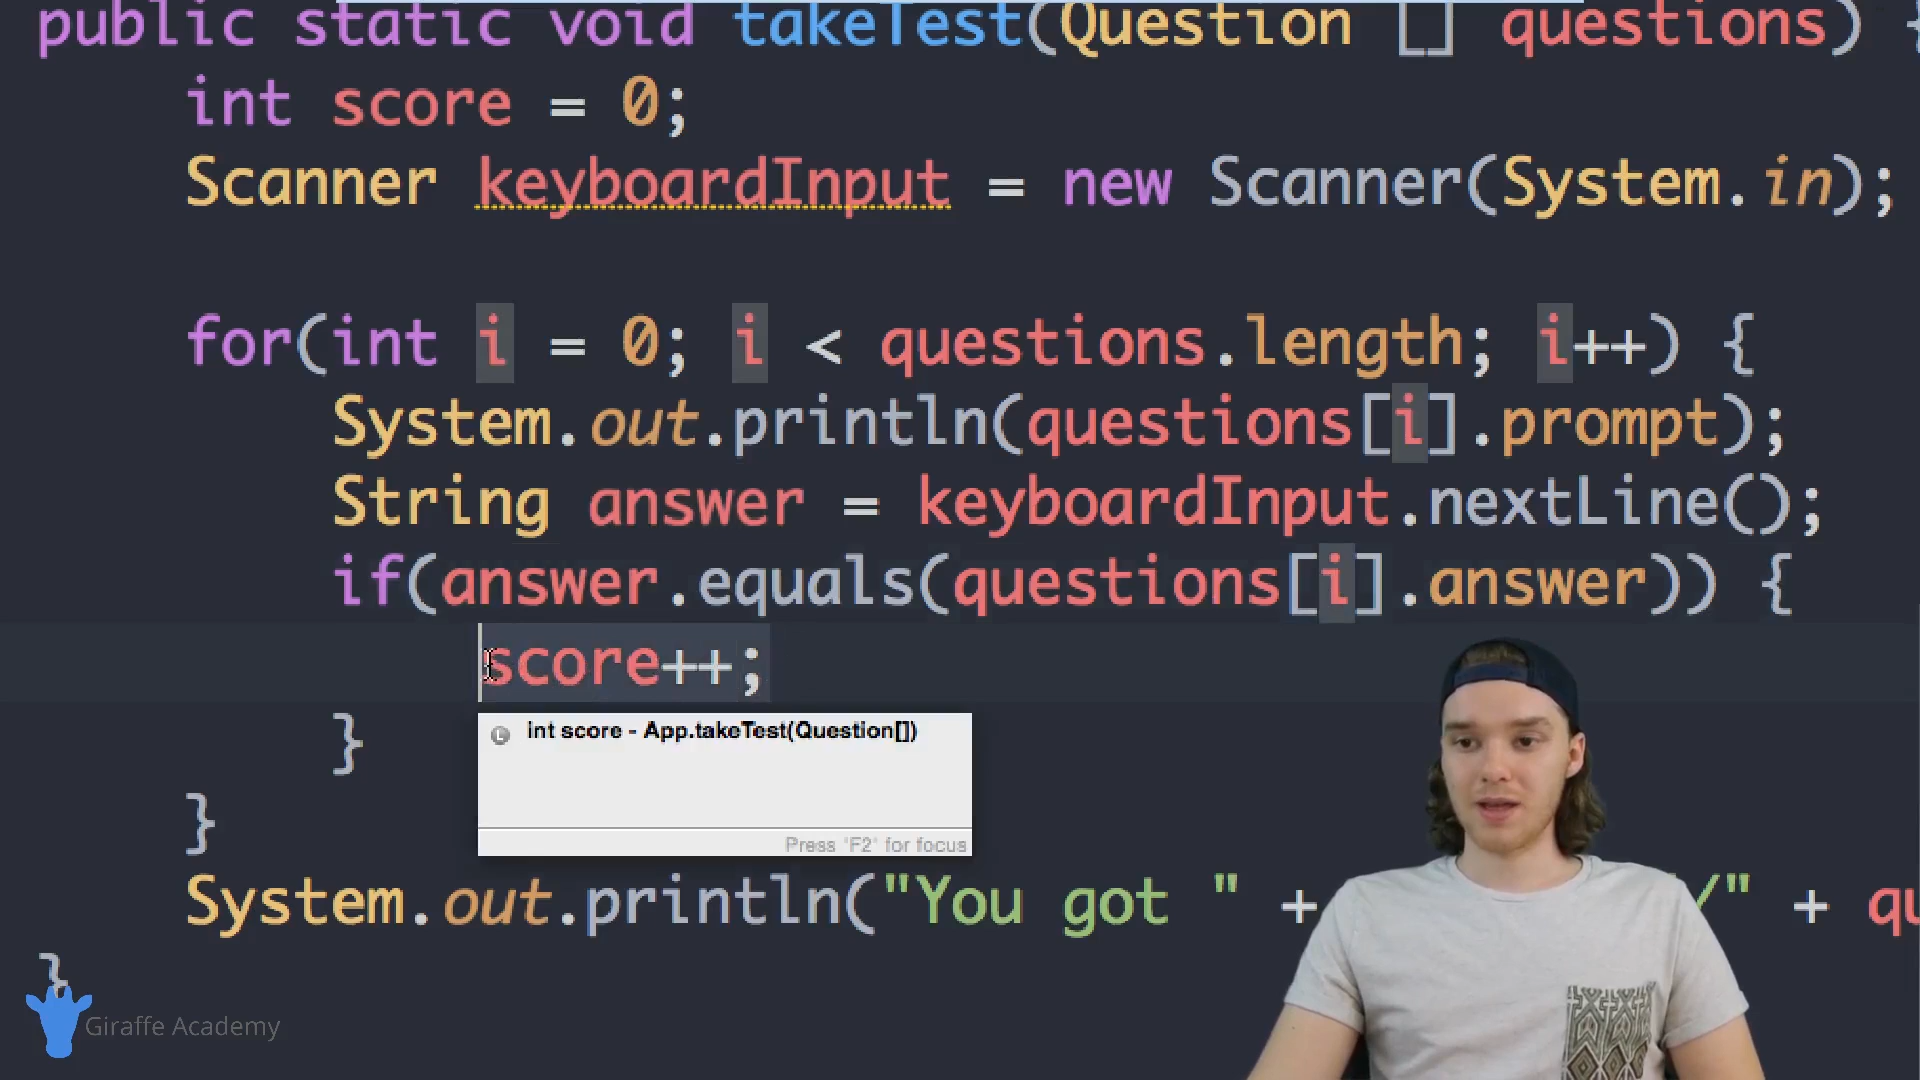 public static void takeTest(Question [] questions) {
int score = 0;
Scanner keyboardInput = new Scanner(System.in);
for(int i = 0; i < questions.length; i++) {
System.out.println(questions[i].prompt);
String answer = keyboardInput.nextLine();
if(answer.equals(questions[i].answer)) {
score++;
}
int score - App.takeTest(Question[])
}
Press 'F2' for focus
System.out.println("You got " + /" + qu
}
Giraffe Academy